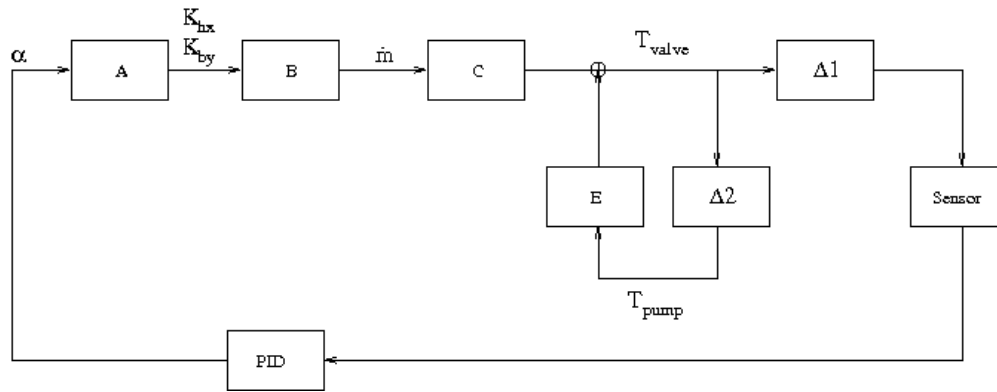 K_hx
K_by
α
A
B
ṁ
C
T_valve
Δ1
E
Δ2
Sensor
T_pump
PID